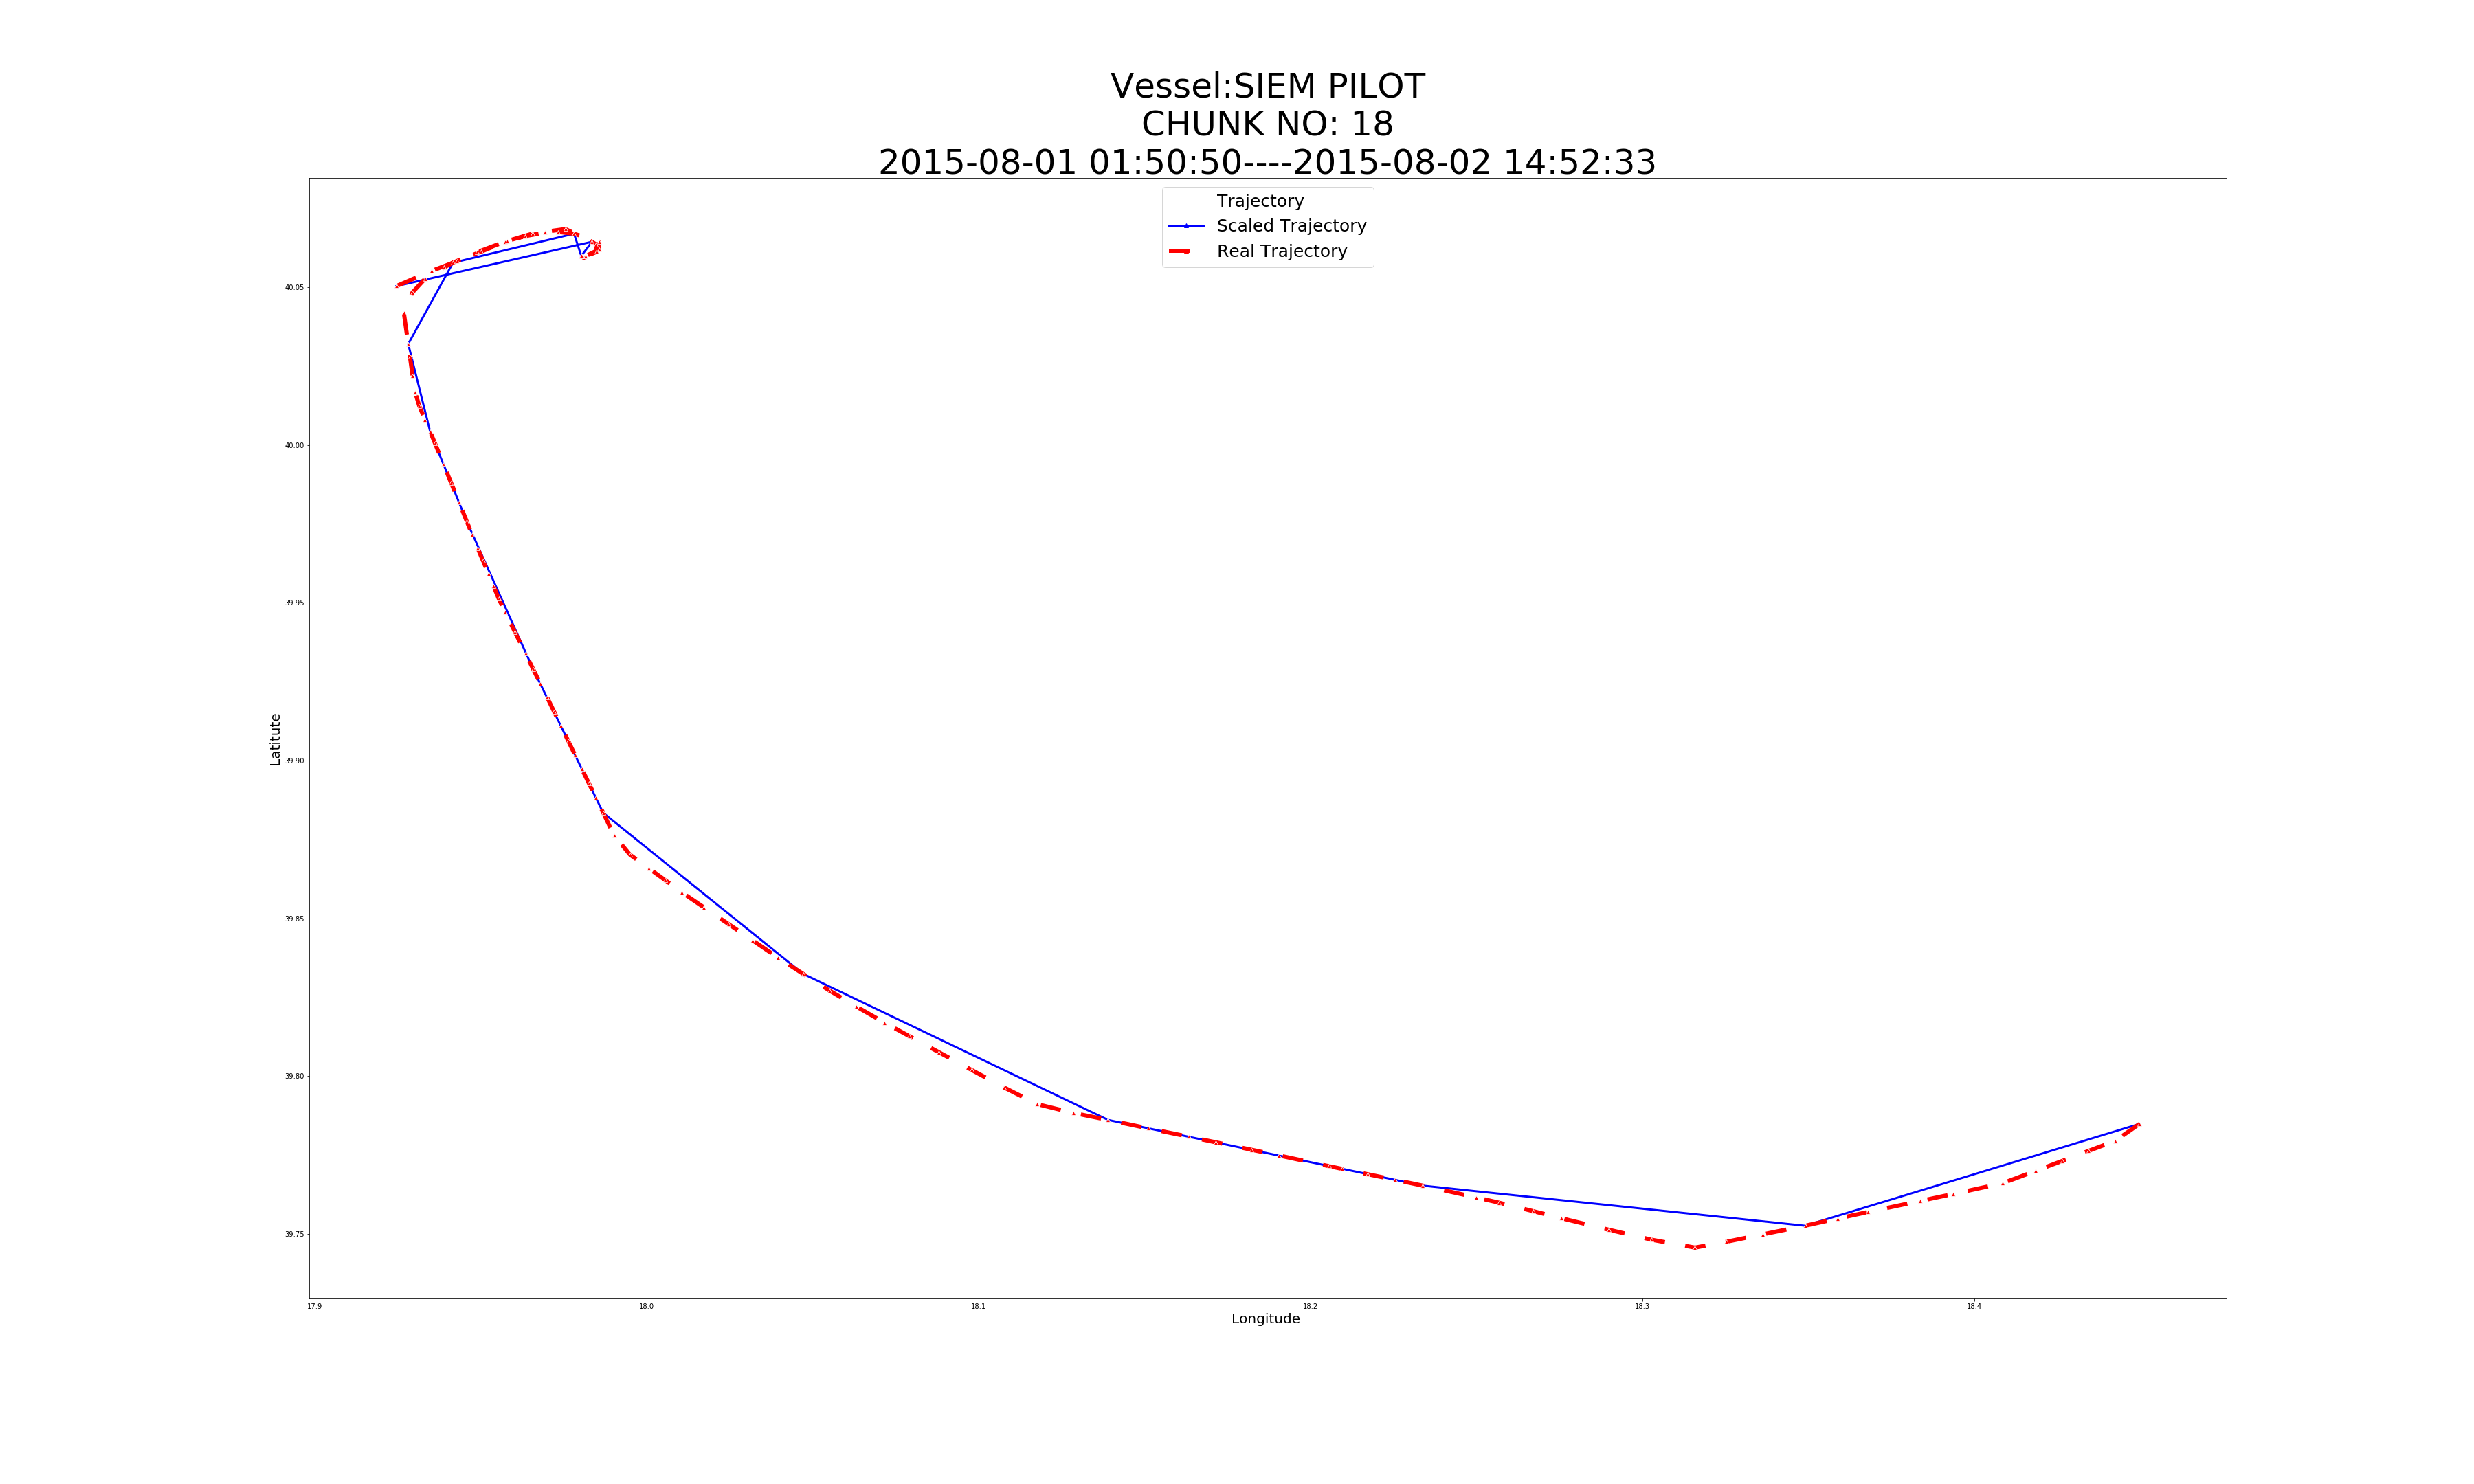 Vessel:SIEM PILOT
CHUNK NO: 18
2015-08-01 01:50:50----2015-08-02 14:52:33
Trajectory
Scaled Trajectory
Real Trajectory
40.05
40.00
39.95
39.90
39.85
39.80
39.75
Latitute
17.9 18.0 18.1 18.2 18.3 18.4
Longitude